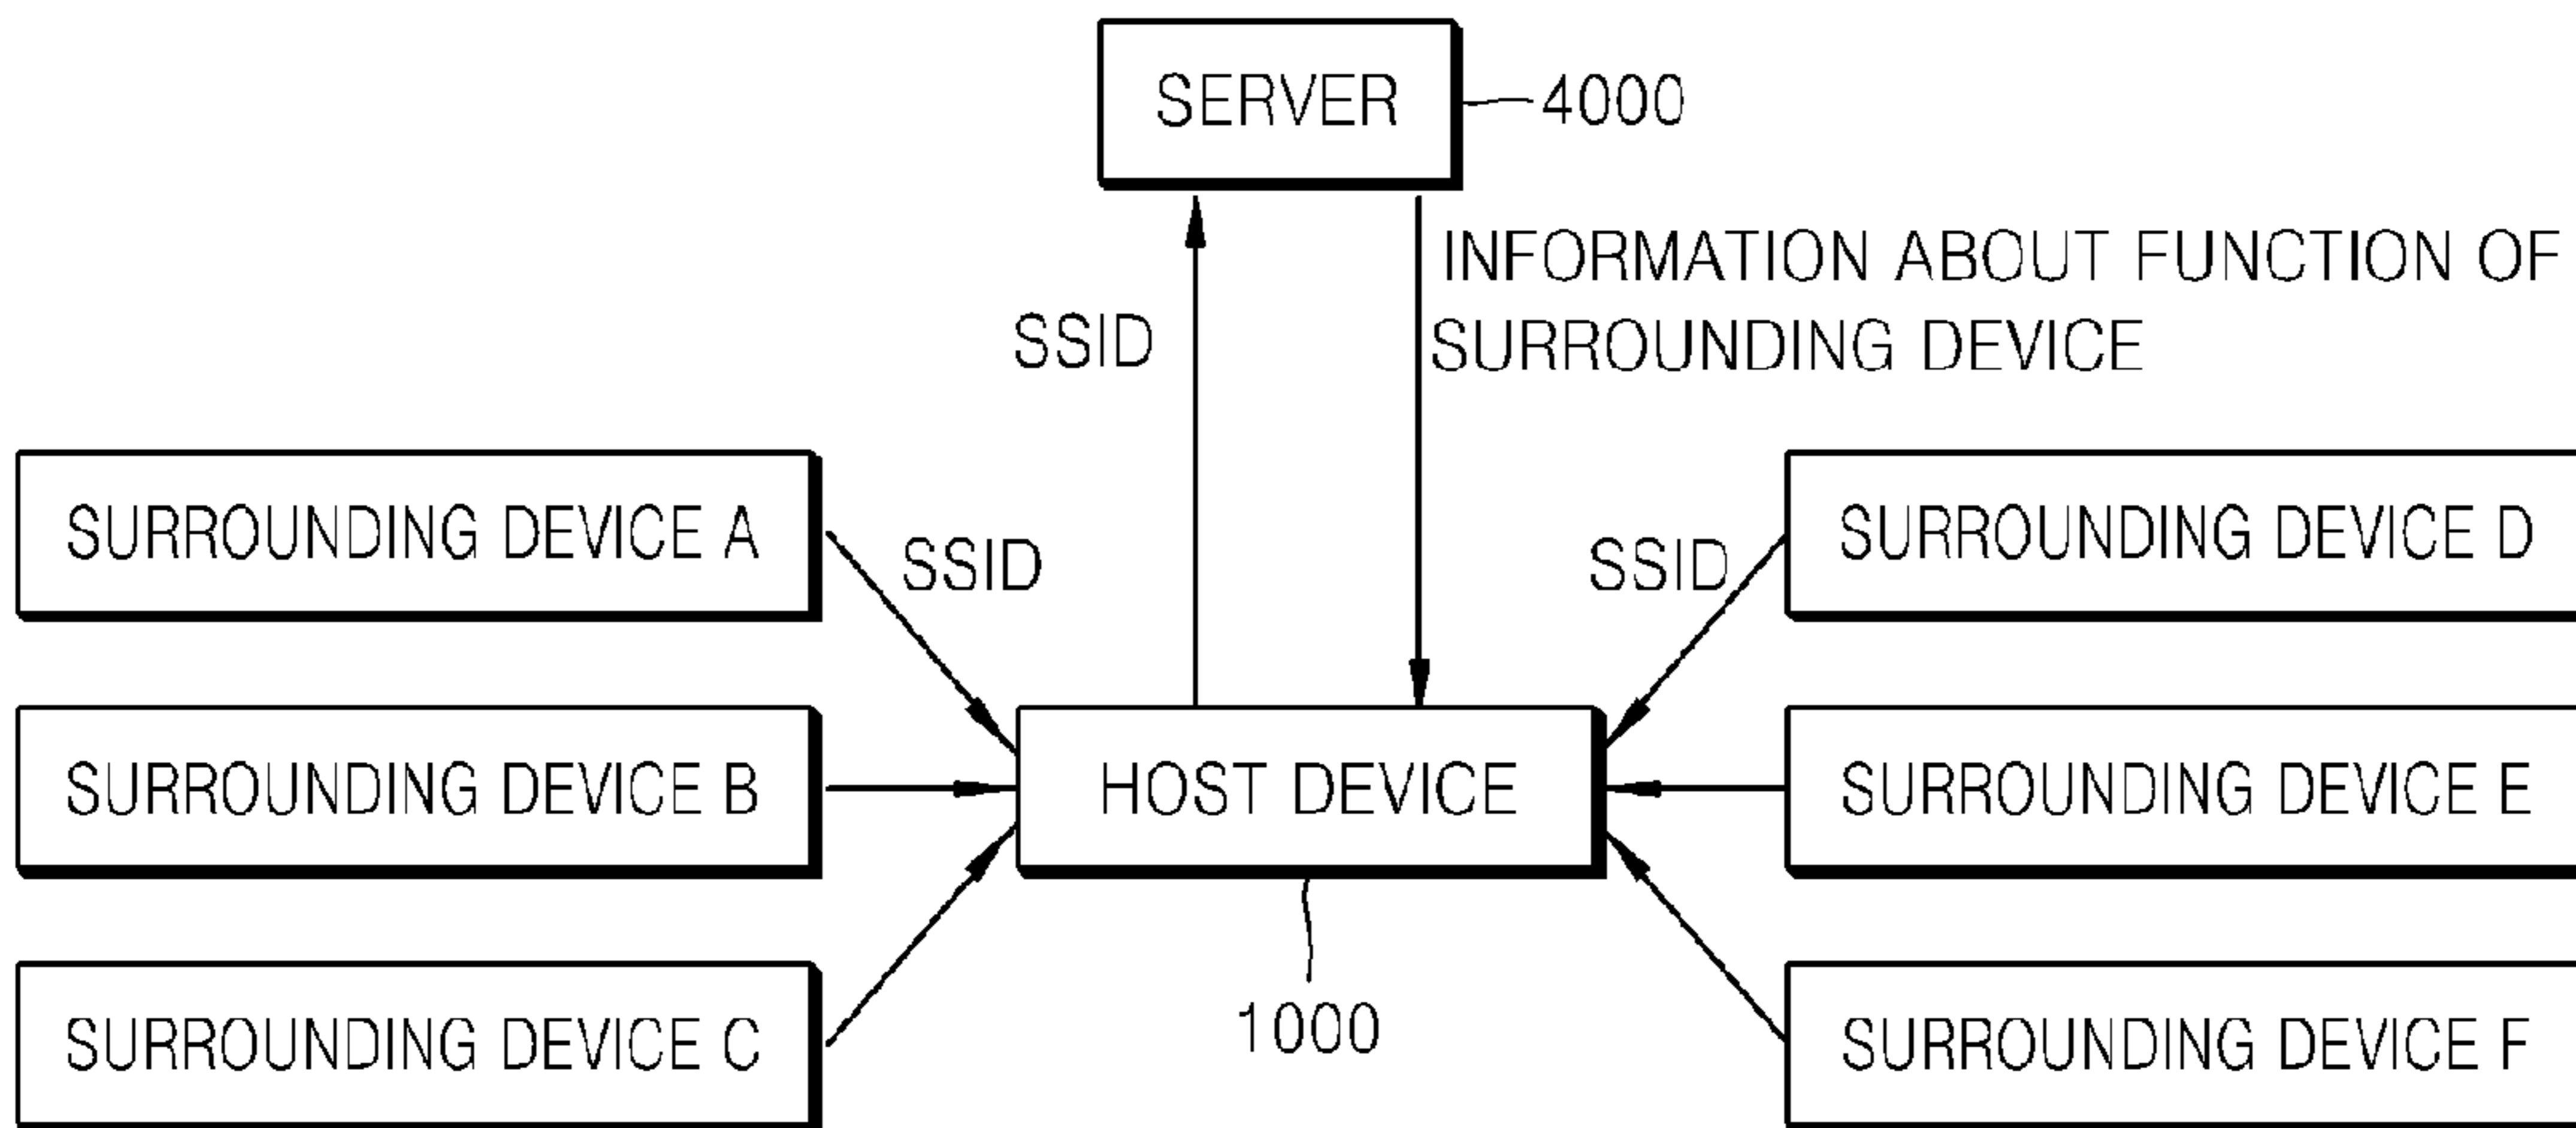 SERVER
4000
INFORMATION ABOUT FUNCTION OF
SURROUNDING DEVICE
SSID
SURROUNDING DEVICE A
SSID
SSID
SURROUNDING DEVICE D
SURROUNDING DEVICE B
HOST DEVICE
SURROUNDING DEVICE E
1000
SURROUNDING DEVICE C
SURROUNDING DEVICE F